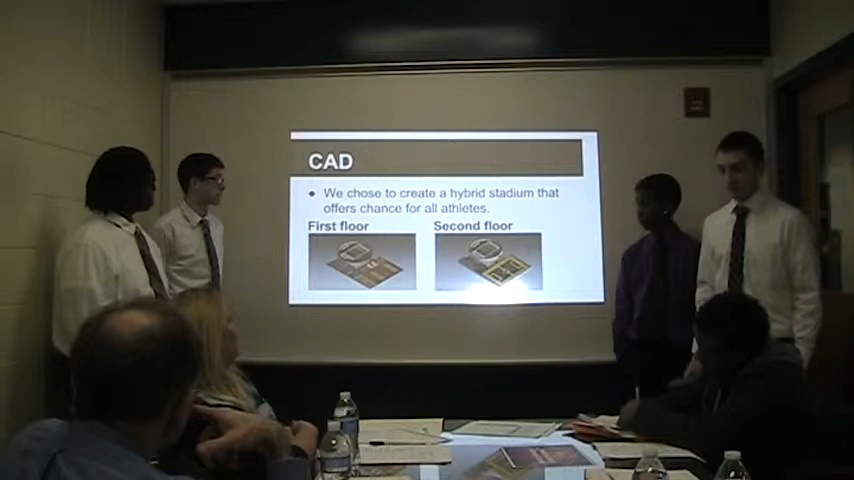 CAD
• We chose to create a hybrid stadium that
offers chance for all athletes.
First floor
Second floor